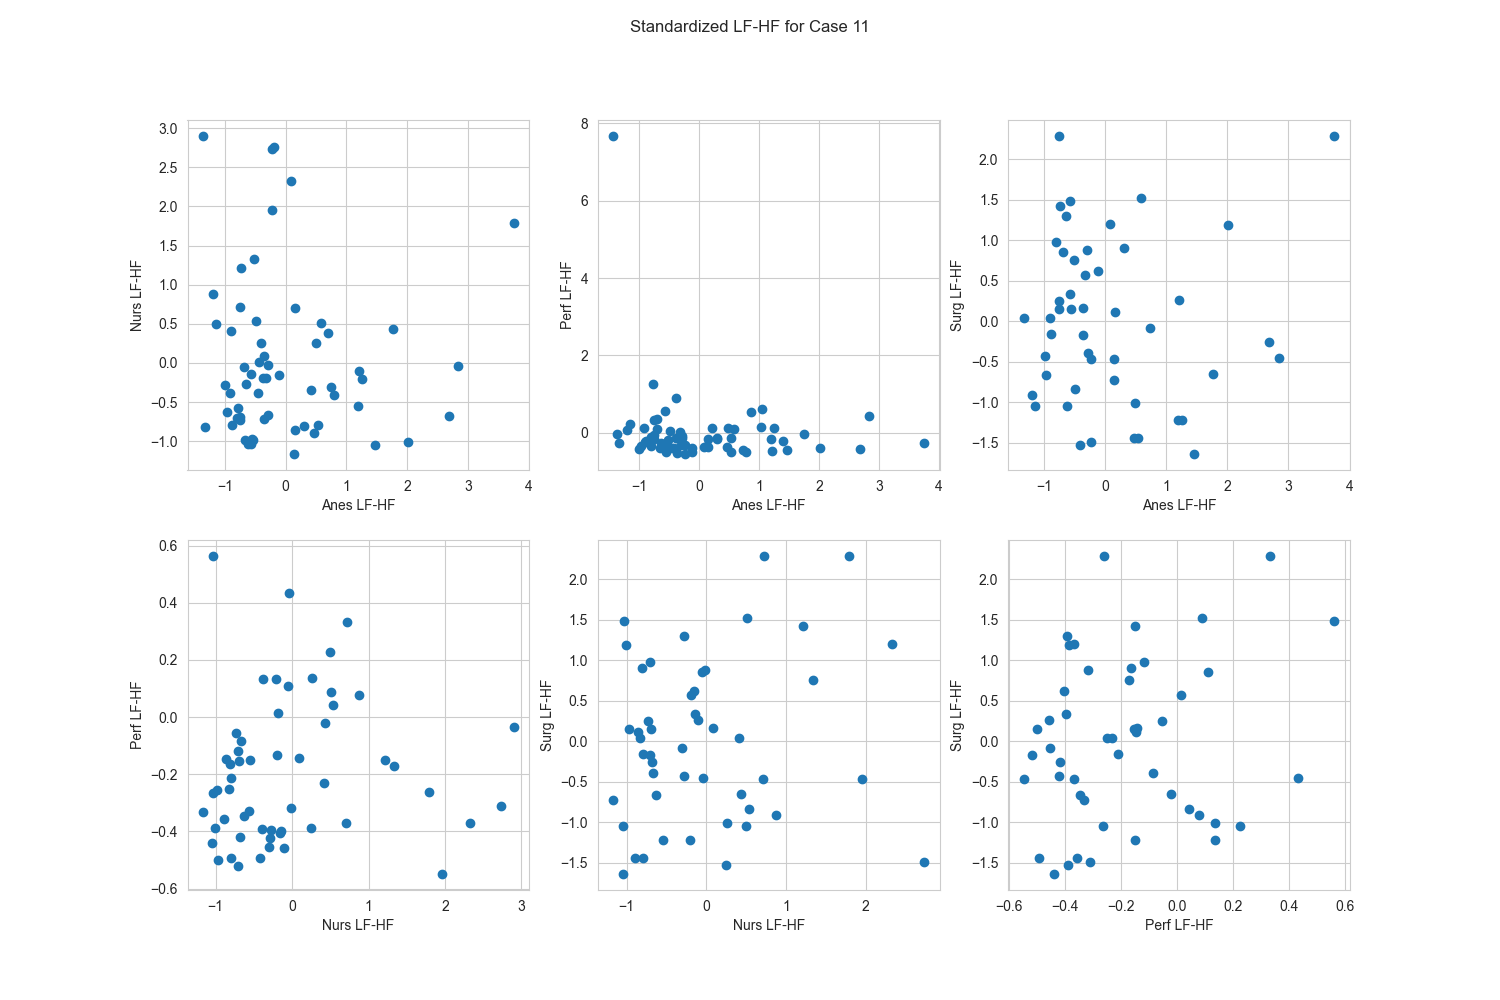 Standardized LF-HF for Case 11
3.0
2.5
2.0
1.5
1.0
0.5
0.0
−0.5
−1.0
Nurs LF-HF
−1 0 1 2 3 4
Anes LF-HF
8
6
4
2
0
Perf LF-HF
−1 0 1 2 3 4
Anes LF-HF
2.0
1.5
1.0
0.5
0.0
−0.5
−1.0
−1.5
Surg LF-HF
−1 0 1 2 3 4
Anes LF-HF
0.6
0.4
0.2
0.0
−0.2
−0.4
−0.6
Perf LF-HF
−1 0 1 2 3
Nurs LF-HF
2.0
1.5
1.0
0.5
0.0
−0.5
−1.0
−1.5
Surg LF-HF
−1 0 1 2
Nurs LF-HF
2.0
1.5
1.0
0.5
0.0
−0.5
−1.0
−1.5
Surg LF-HF
−0.6 −0.4 −0.2 0.0 0.2 0.4 0.6
Perf LF-HF